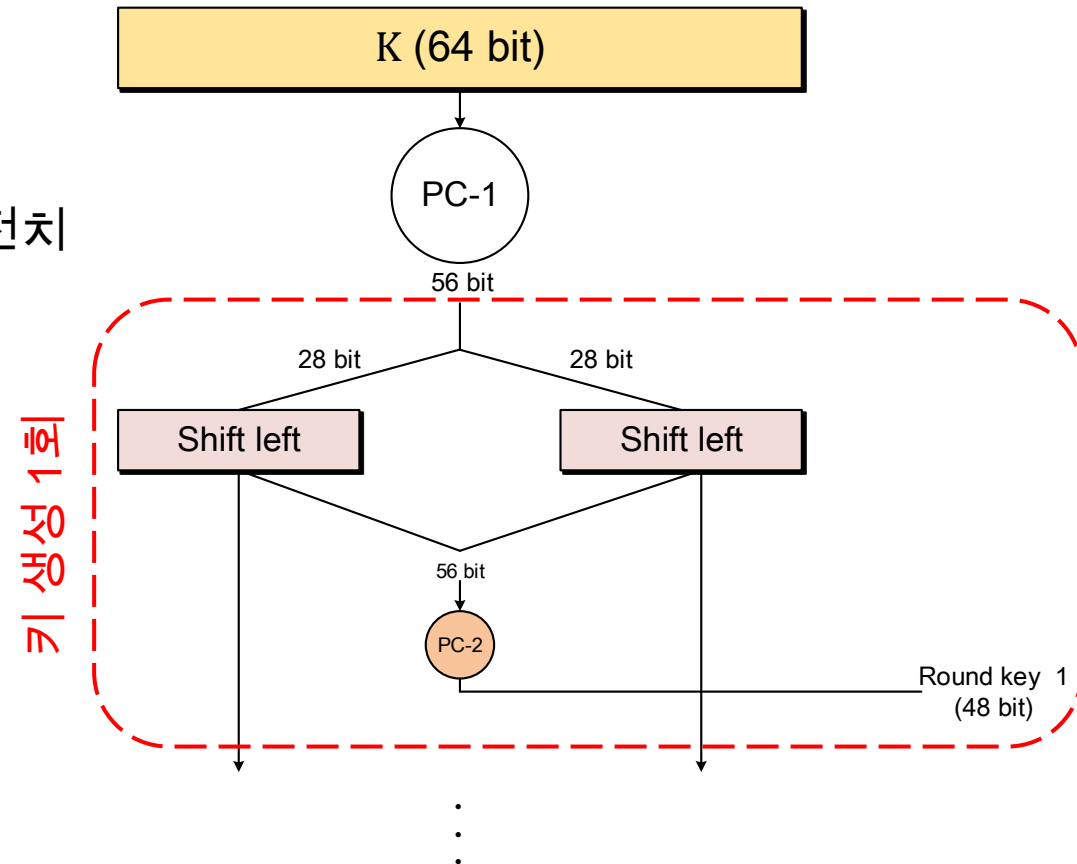 K (64 bit)
PC-1
56 bit
28 bit
28 bit
Shift left
Shift left
키 생성 1회
56 bit
PC-2
Round key 1
(48 bit)